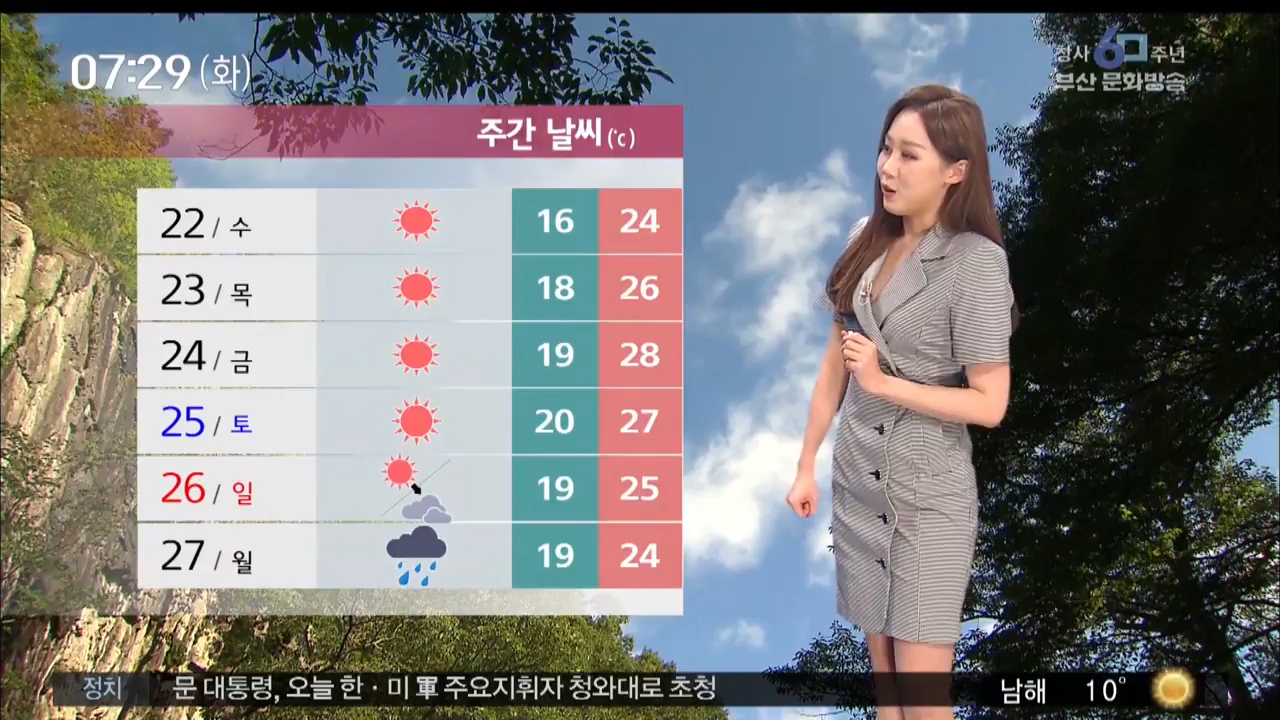 07:29 (화)
창사 60 주년
부산 문화방송
주간 날씨 (℃)
22 / 수 16 24
23 / 목 18 26
24 / 금 19 28
25 / 토 20 27
26 / 일 19 25
27 / 월 19 24
정치 문 대통령, 오늘 한·미 軍 주요지휘자 청와대로 초청
남해 10°